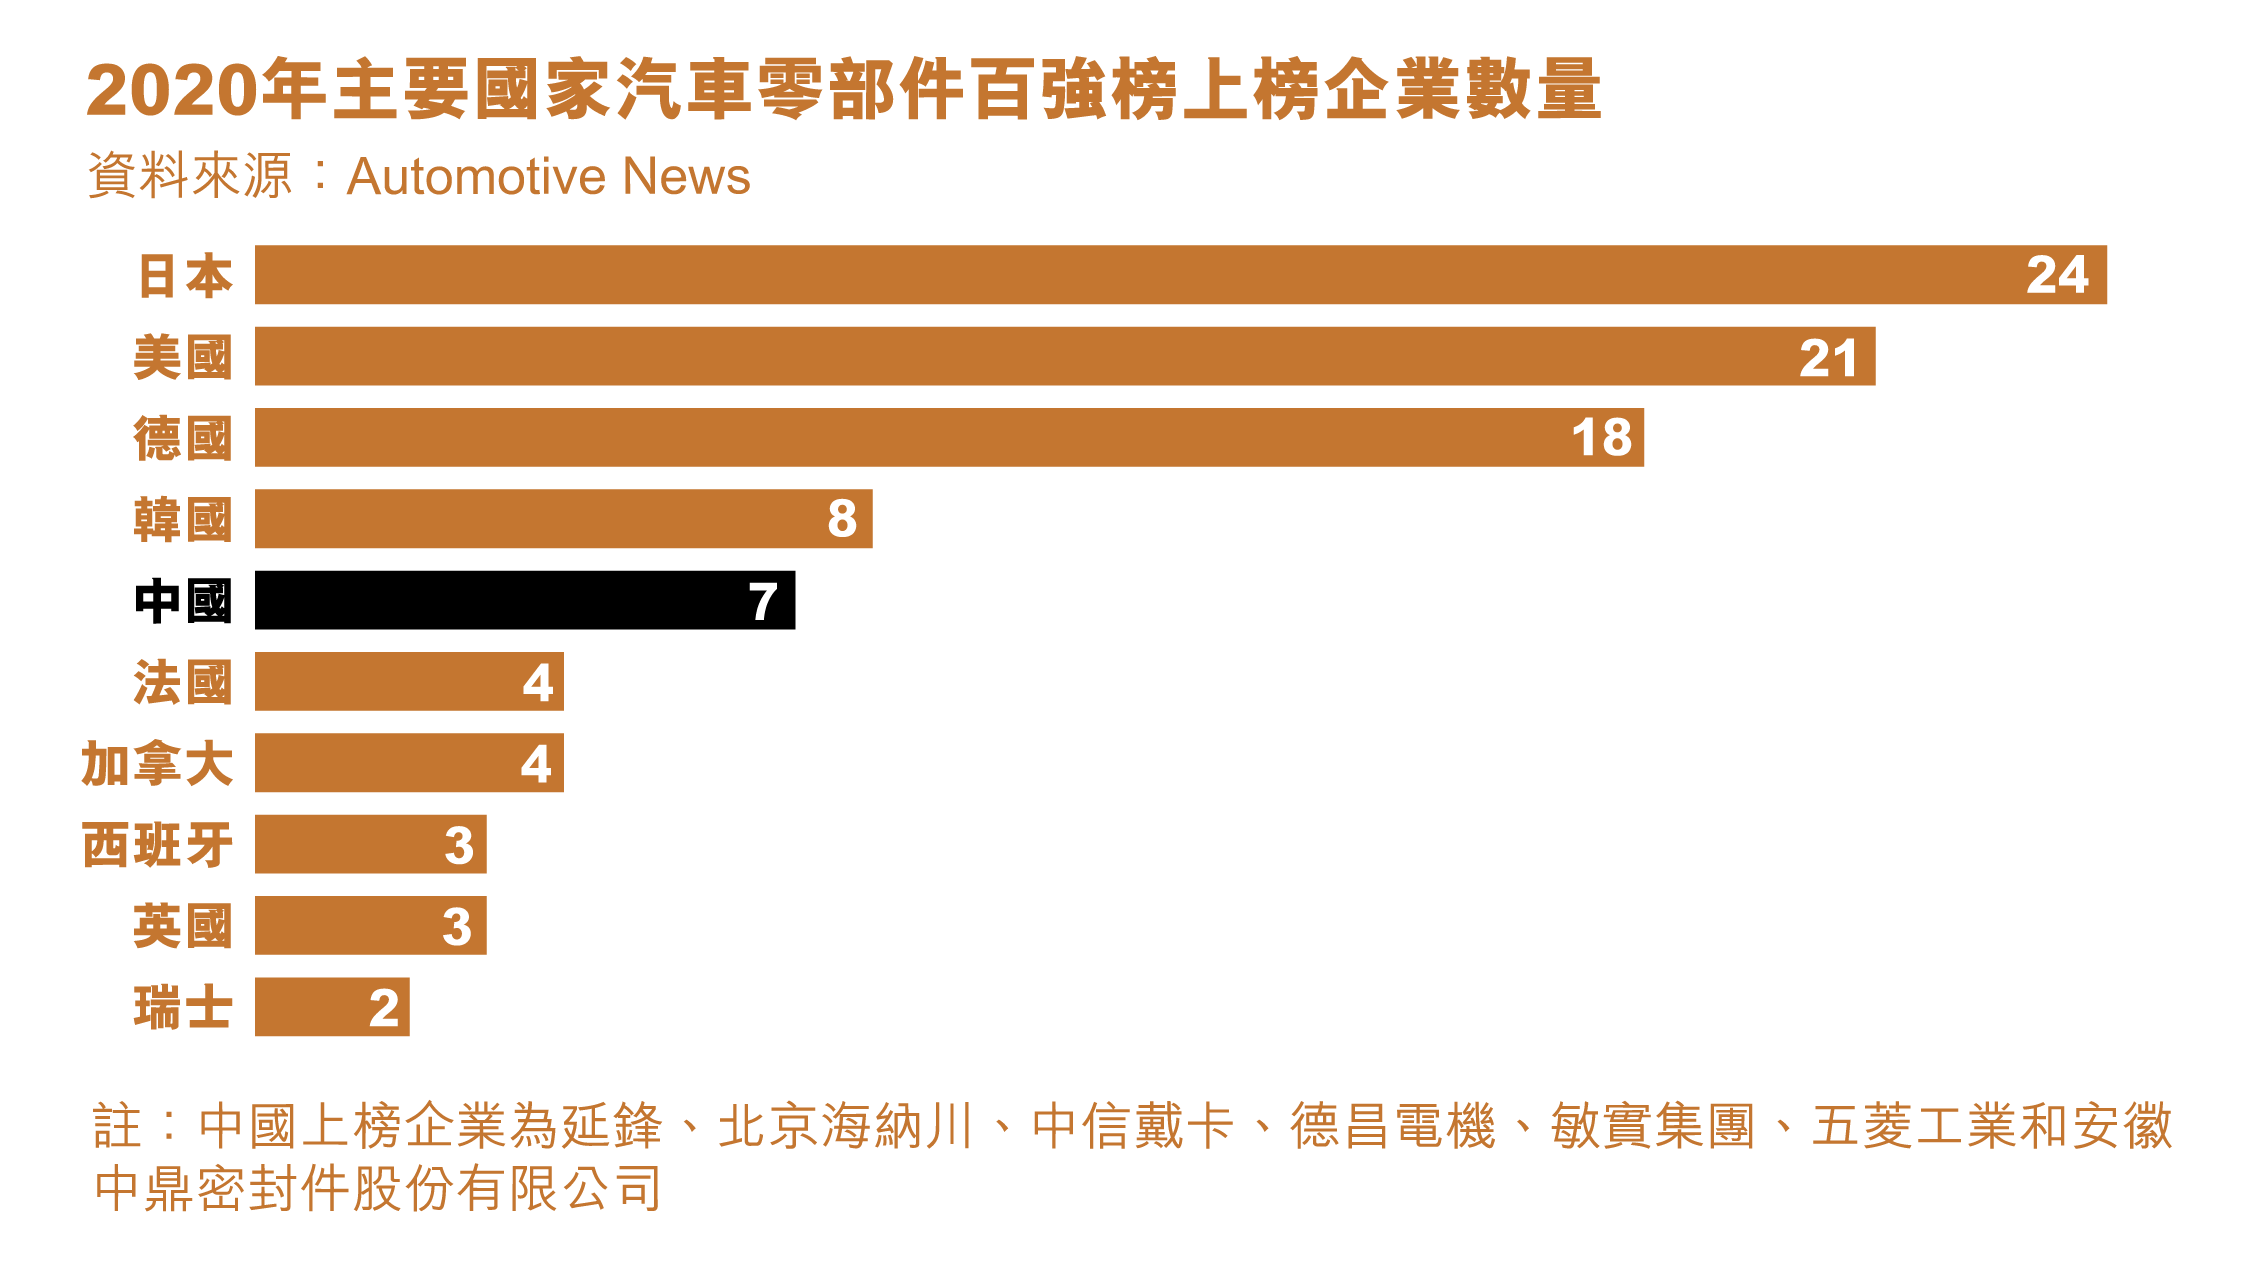 2020年主要國家汽車零部件百強榜上榜企業數量
資料來源：Automotive News
日本 24
美國 21
德國 18
韓國 8
中國 7
法國 4
加拿大 4
西班牙 3
英國 3
瑞士 2
註：中國上榜企業為延鋒、北京海納川、中信戴卡、德昌電機、敏實集團、五菱工業和安徽
中鼎密封件股份有限公司